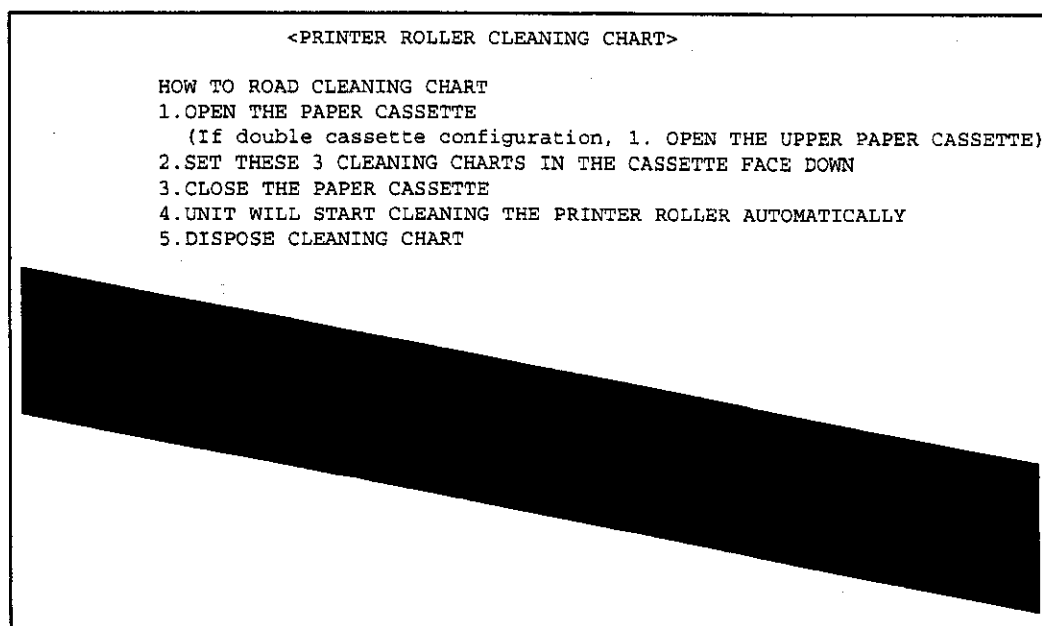 <PRINTER ROLLER CLEANING CHART>
HOW TO ROAD CLEANING CHART
1.OPEN THE PAPER CASSETTE
(If double cassette configuration, 1. OPEN THE UPPER PAPER CASSETTE)
2.SET THESE 3 CLEANING CHARTS IN THE CASSETTE FACE DOWN
3.CLOSE THE PAPER CASSETTE
4.UNIT WILL START CLEANING THE PRINTER ROLLER AUTOMATICALLY
5.DISPOSE CLEANING CHART